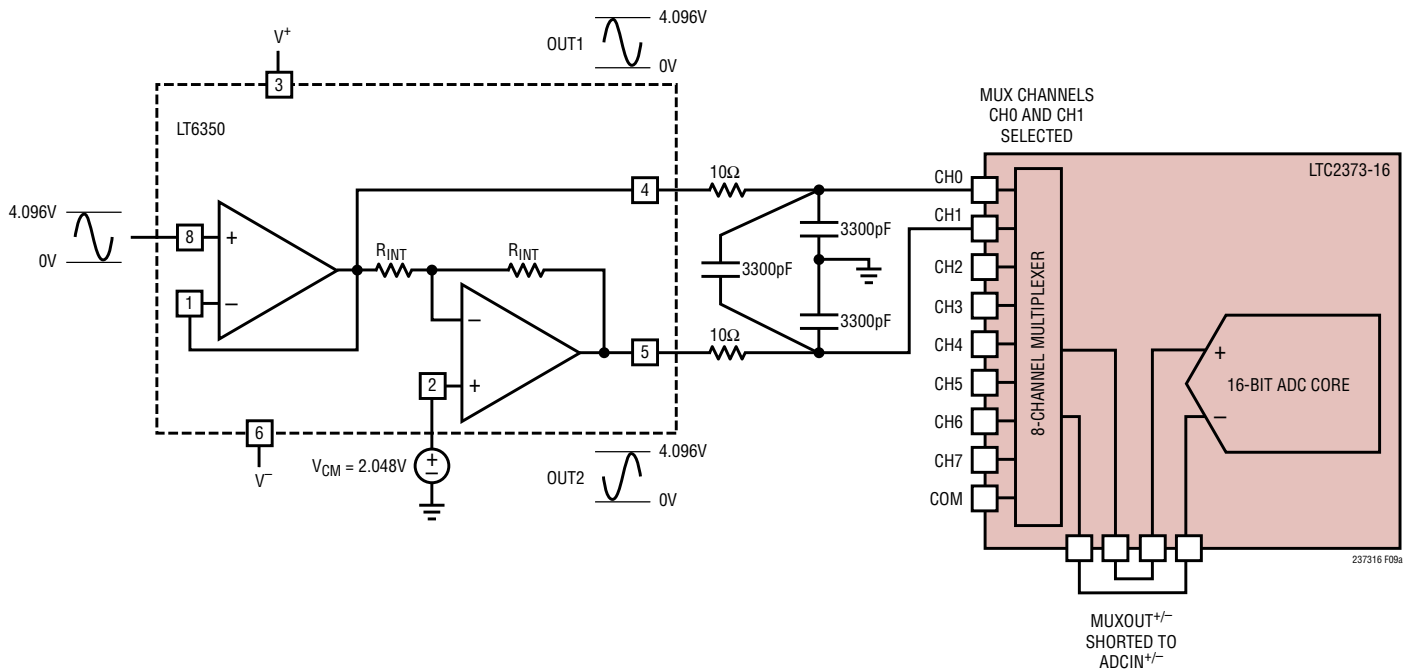 4.096V
OUT1
0V
V+
3
LT6350
MUX CHANNELS
CH0 AND CH1
SELECTED
LTC2373-16
4.096V
0V
8
+
1
–
RINT
RINT
–
2
+
4
10Ω
5
10Ω
3300pF
3300pF
3300pF
CH0
CH1
CH2
CH3
CH4
CH5
CH6
CH7
COM
8-CHANNEL MULTIPLEXER
+
16-BIT ADC CORE
–
6
V–
VCM = 2.048V
+
–
OUT2
4.096V
0V
237316 F09a
MUXOUT+/–
SHORTED TO
ADCIN+/–